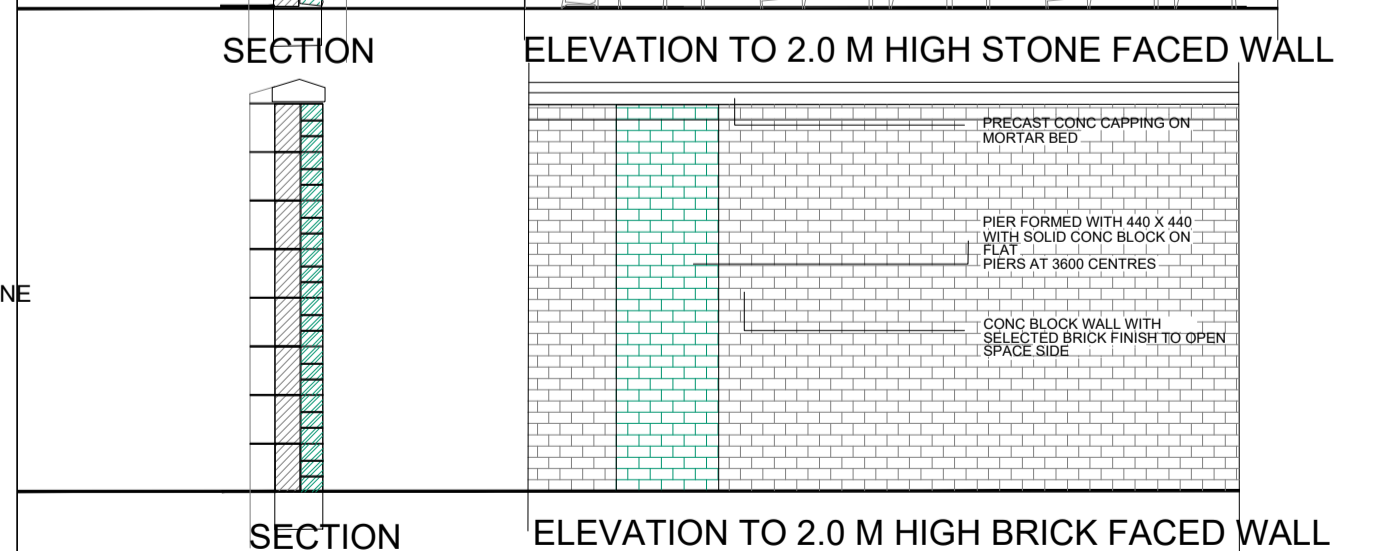 SECTION
ELEVATION TO 2.0 M HIGH STONE FACED WALL
PRECAST CONC CAPPING ON
MORTAR BED
PIER FORMED WITH 440 X 440
WITH SOLID CONC BLOCK ON
FLAT
PIERS AT 3600 CENTRES
NE
CONC BLOCK WALL WITH
SELECTED BRICK FINISH TO OPEN
SPACE SIDE
SECTION
ELEVATION TO 2.0 M HIGH BRICK FACED WALL